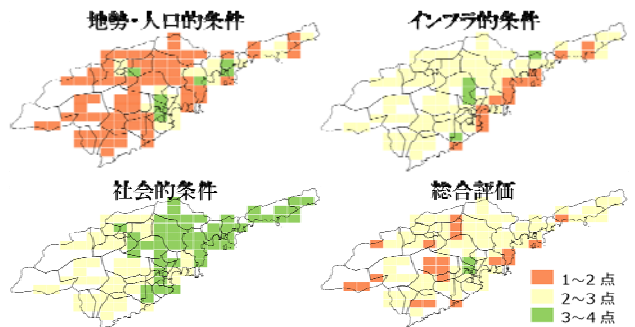 地勢・人口的条件
インフラ的条件
社会的条件
総合評価
1～2 点
2～3 点
3～4 点